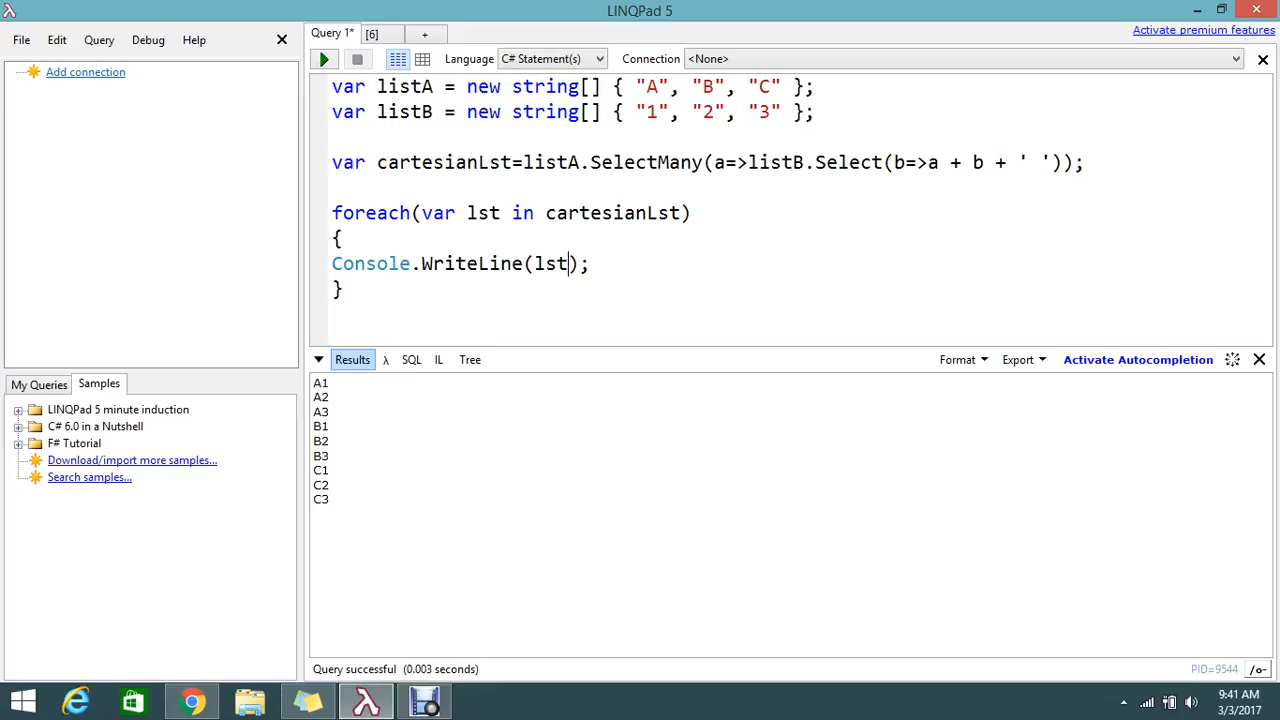 LINQPad 5
File Edit Query Debug Help
Add connection
My Queries Samples
LINQPad 5 minute induction
C# 6.0 in a Nutshell
F# Tutorial
Download/import more samples...
Search samples...
Query 1* [6] +
Activate premium features
Language C# Statement(s) Connection <None>
var listA = new string[] { "A", "B", "C" };
var listB = new string[] { "1", "2", "3" };
var cartesianLst=listA.SelectMany(a=>listB.Select(b=>a + b + ' '));
foreach(var lst in cartesianLst)
{
Console.WriteLine(lst);
}
Results λ SQL IL Tree Format Export Activate Autocompletion
A1
A2
A3
B1
B2
B3
C1
C2
C3
Query successful (0.003 seconds) PID=9544 /o-
9:41 AM
3/3/2017